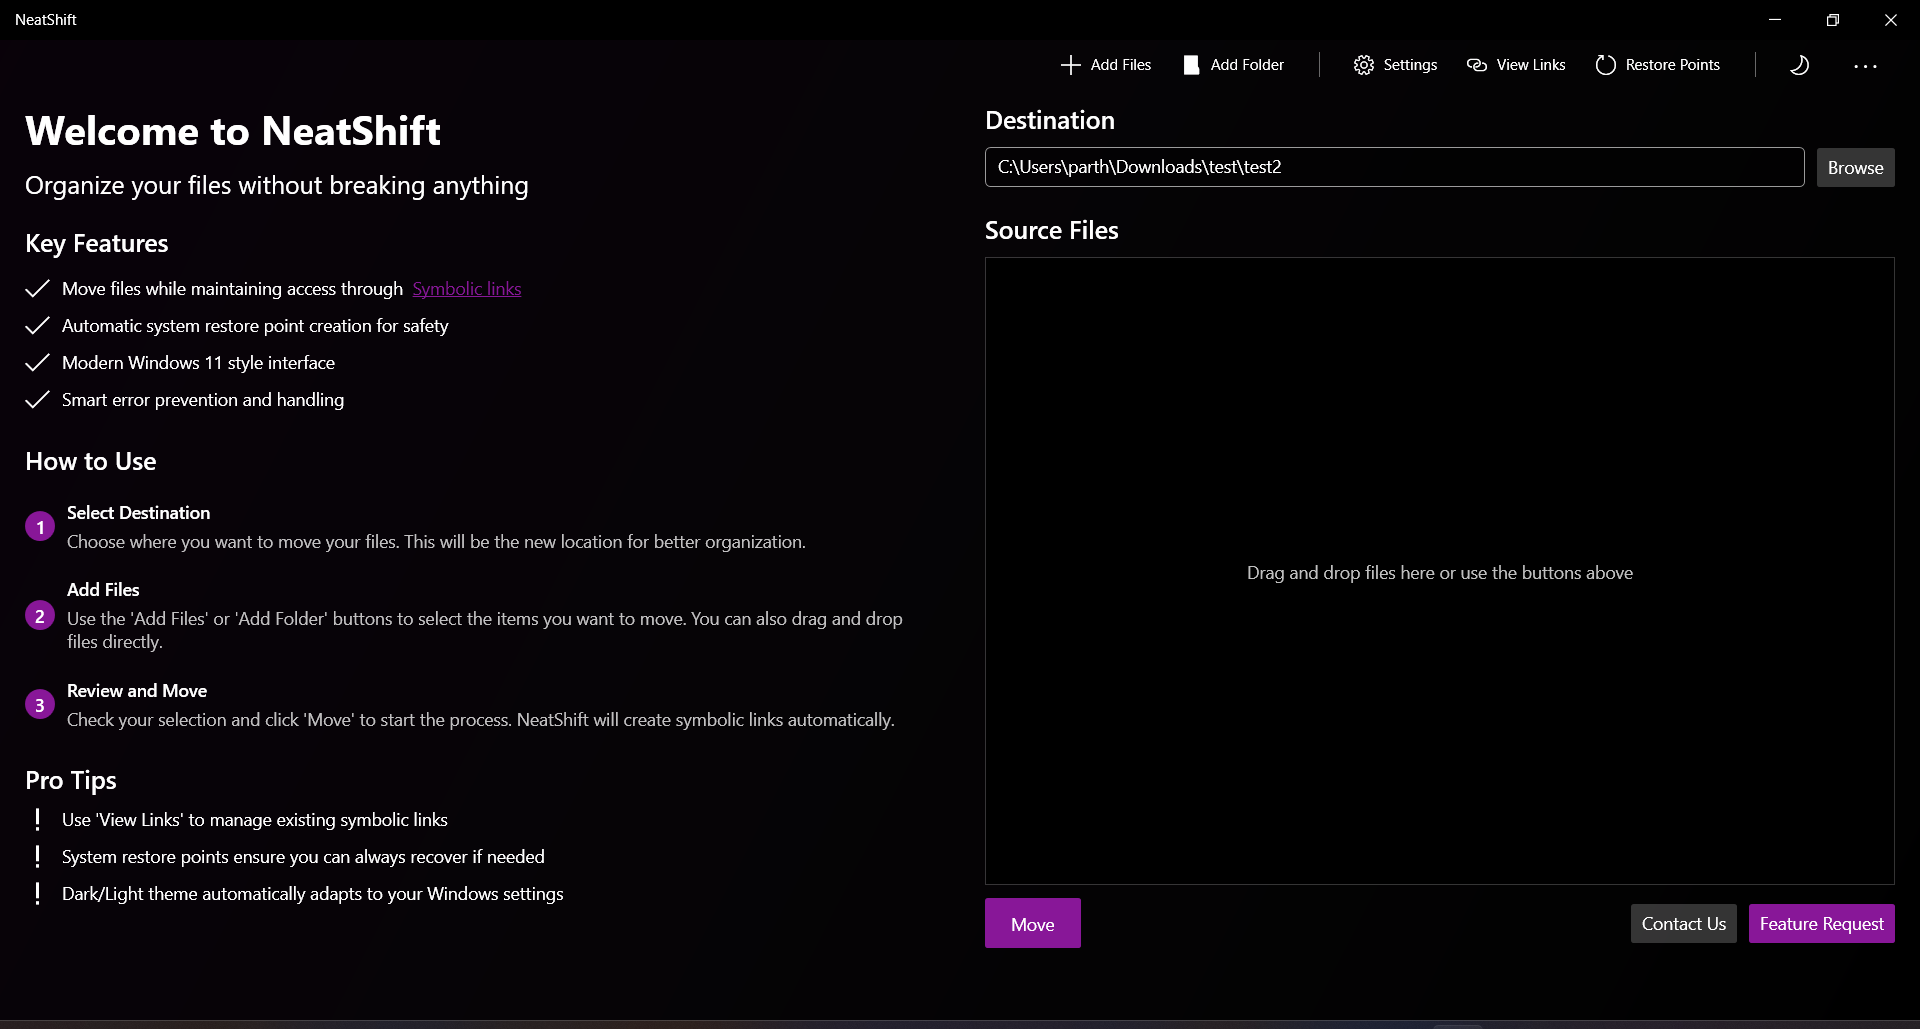 NeatShift
Add Files
Add Folder
Settings
View Links
Restore Points
Welcome to NeatShift
Organize your files without breaking anything
Key Features
Move files while maintaining access through Symbolic links
Automatic system restore point creation for safety
Modern Windows 11 style interface
Smart error prevention and handling
How to Use
1
Select Destination
Choose where you want to move your files. This will be the new location for better organization.
2
Add Files
Use the 'Add Files' or 'Add Folder' buttons to select the items you want to move. You can also drag and drop
files directly.
3
Review and Move
Check your selection and click 'Move' to start the process. NeatShift will create symbolic links automatically.
Pro Tips
Use 'View Links' to manage existing symbolic links
System restore points ensure you can always recover if needed
Dark/Light theme automatically adapts to your Windows settings
Destination
C:\Users\parth\Downloads\test\test2
Browse
Source Files
Drag and drop files here or use the buttons above
Move
Contact Us
Feature Request